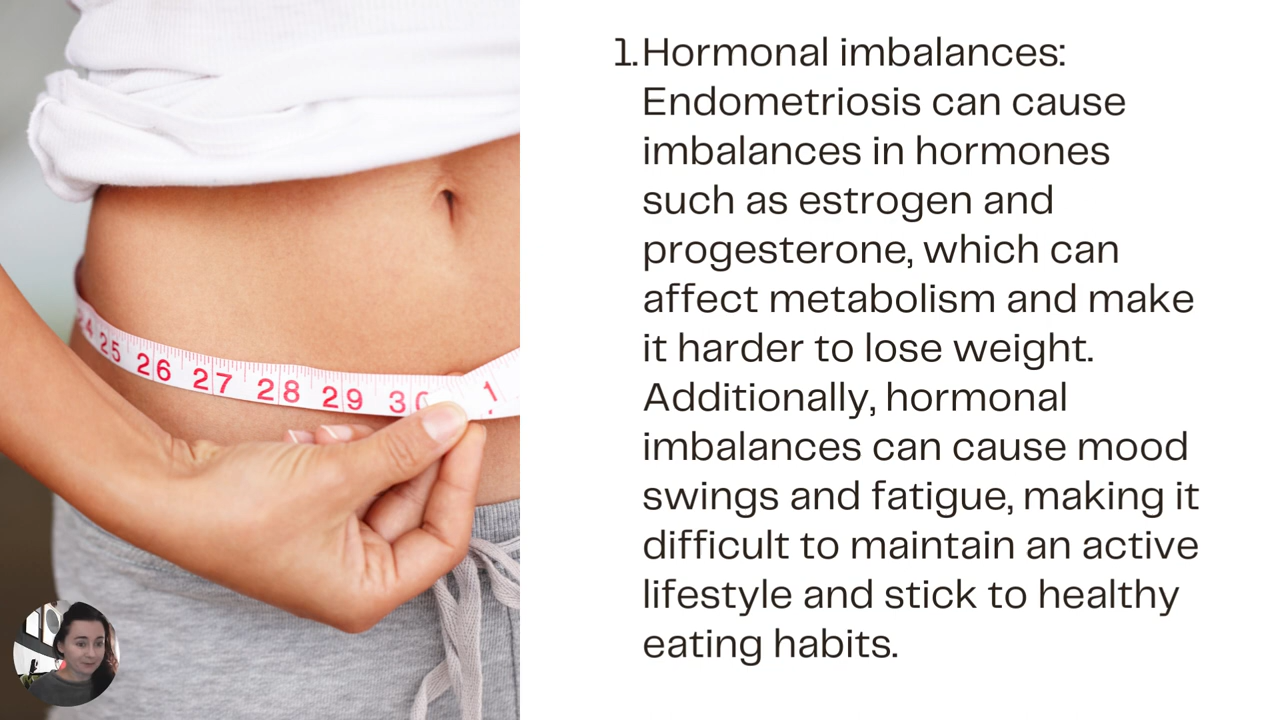 1. Hormonal imbalances:
Endometriosis can cause
imbalances in hormones
such as estrogen and
progesterone, which can
affect metabolism and make
it harder to lose weight.
Additionally, hormonal
imbalances can cause mood
swings and fatigue, making it
difficult to maintain an active
lifestyle and stick to healthy
eating habits.
25 26 27 28 29 30 1